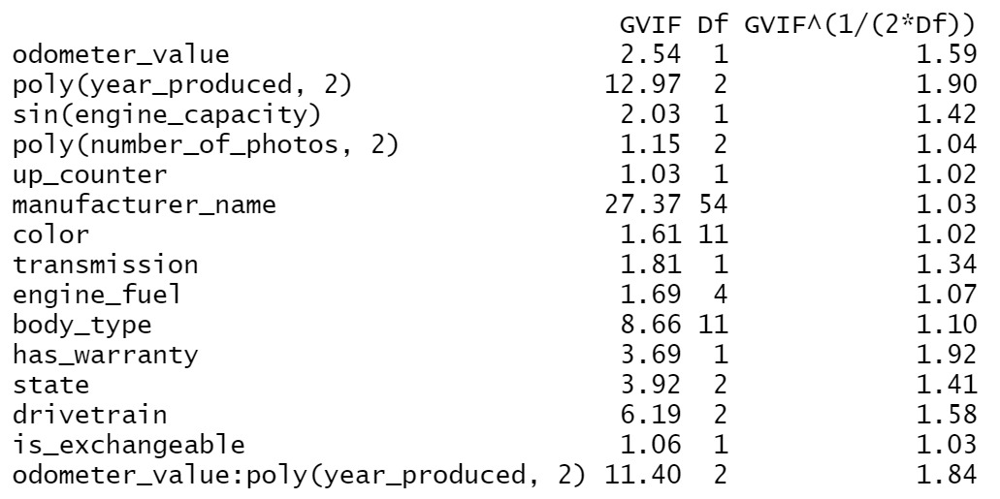 GVIF Df GVIF^(1/(2*Df))
odometer_value 2.54 1 1.59
poly(year_produced, 2) 12.97 2 1.90
sin(engine_capacity) 2.03 1 1.42
poly(number_of_photos, 2) 1.15 2 1.04
up_counter 1.03 1 1.02
manufacturer_name 27.37 54 1.03
color 1.61 11 1.02
transmission 1.81 1 1.34
engine_fuel 1.69 4 1.07
body_type 8.66 11 1.10
has_warranty 3.69 1 1.92
state 3.92 2 1.41
drivetrain 6.19 2 1.58
is_exchangeable 1.06 1 1.03
odometer_value:poly(year_produced, 2) 11.40 2 1.84